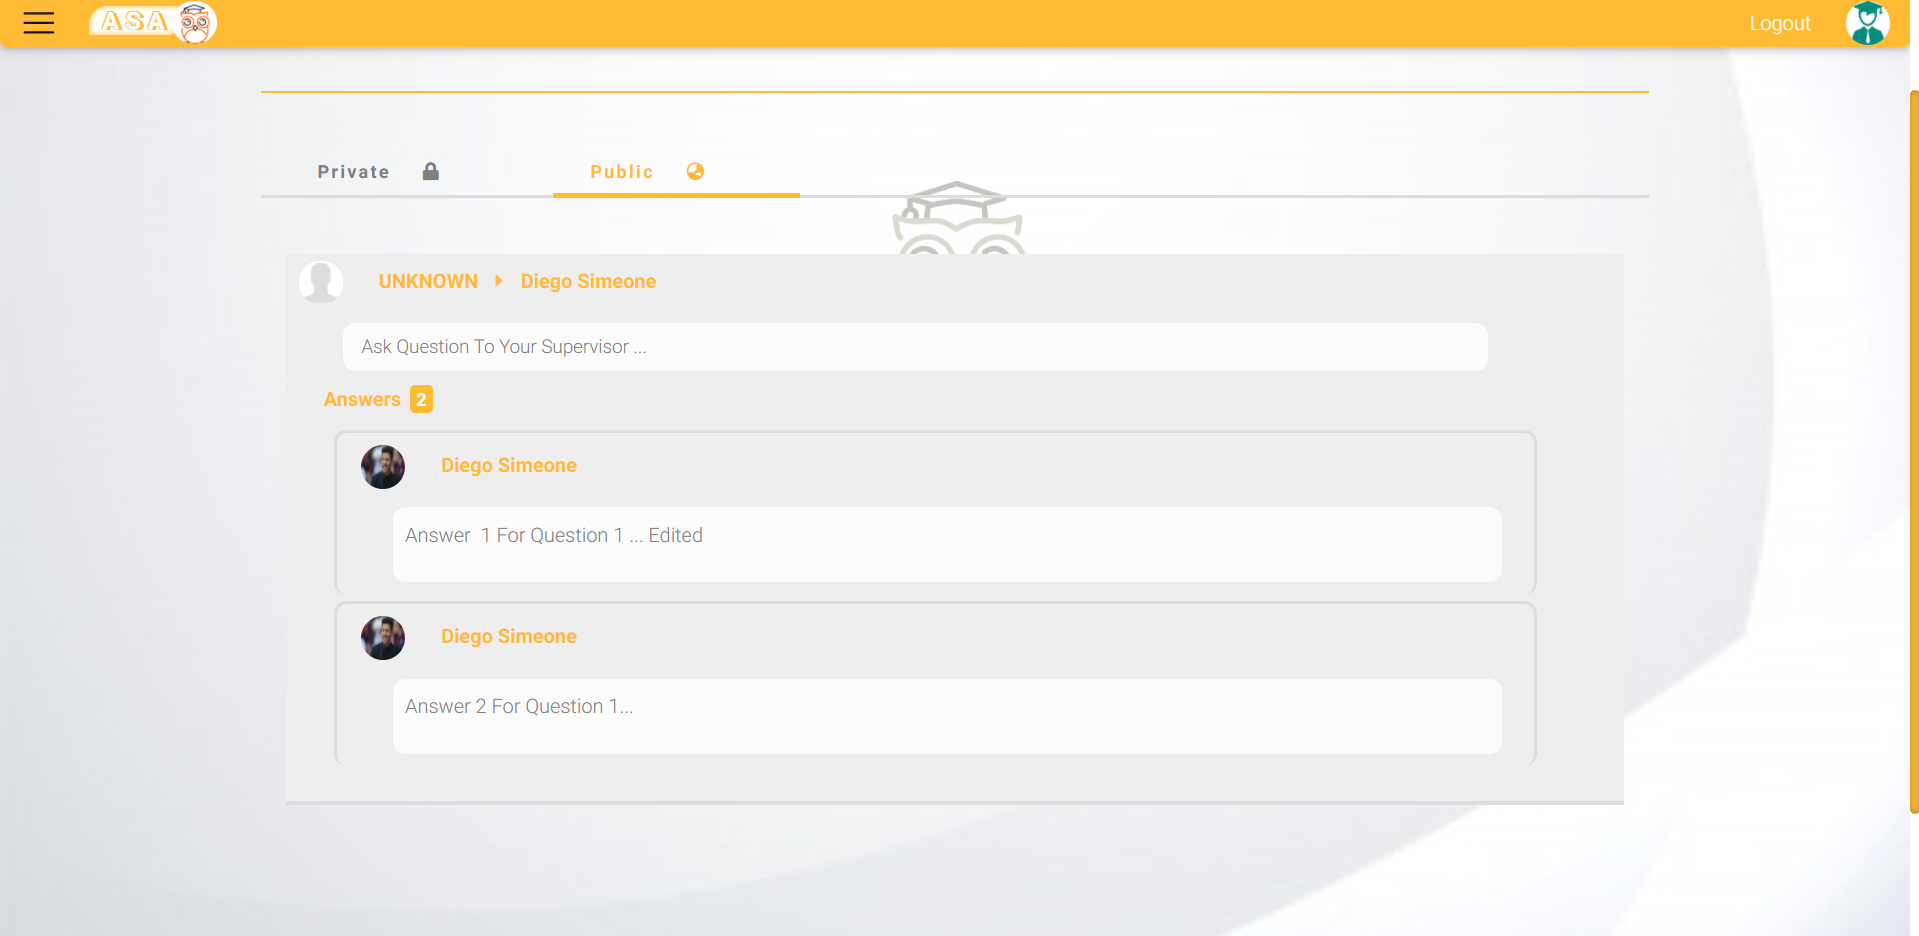 ASA
Logout
Private
Public
UNKNOWN Diego Simeone
Ask Question To Your Supervisor ...
Answers 2
Diego Simeone
Answer  1 For Question 1 ... Edited
Diego Simeone
Answer 2 For Question 1...